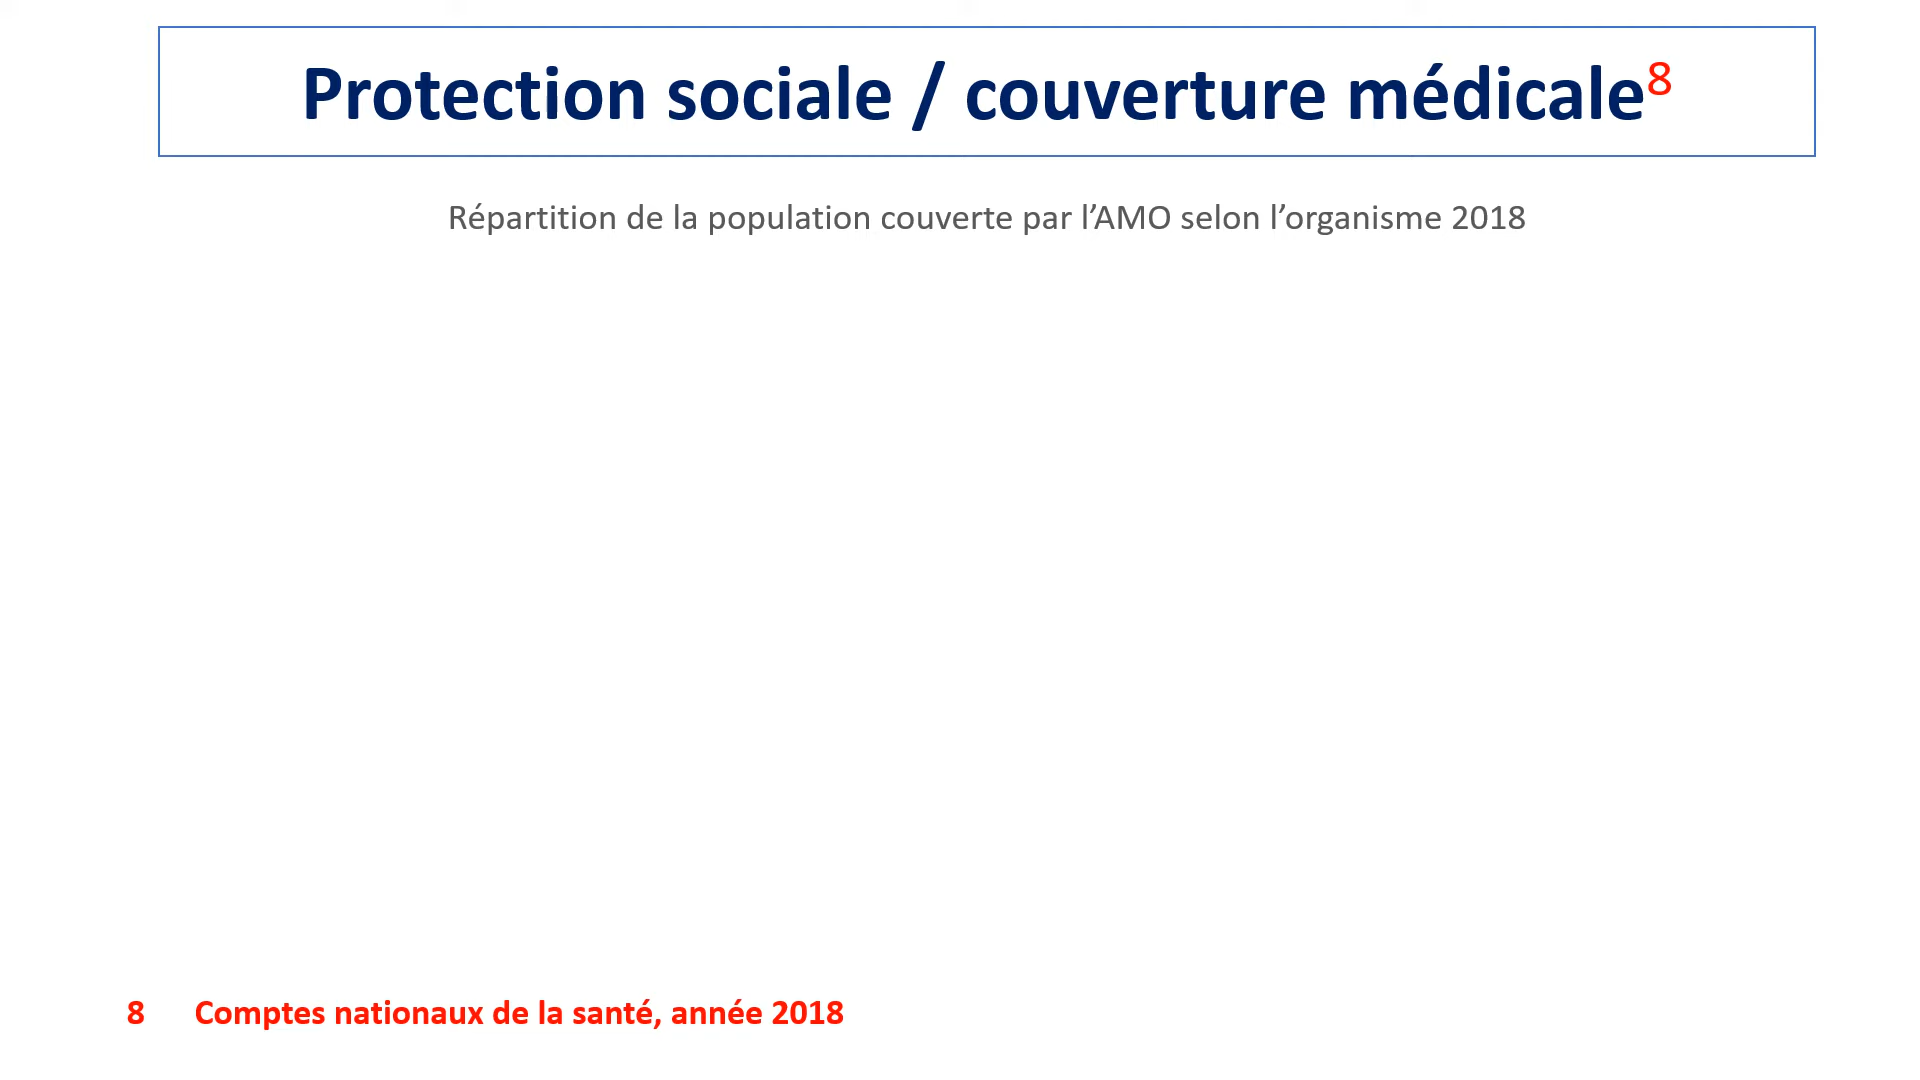 Protection sociale / couverture médicale8
Répartition de la population couverte par l’AMO selon l’organisme 2018
8 Comptes nationaux de la santé, année 2018